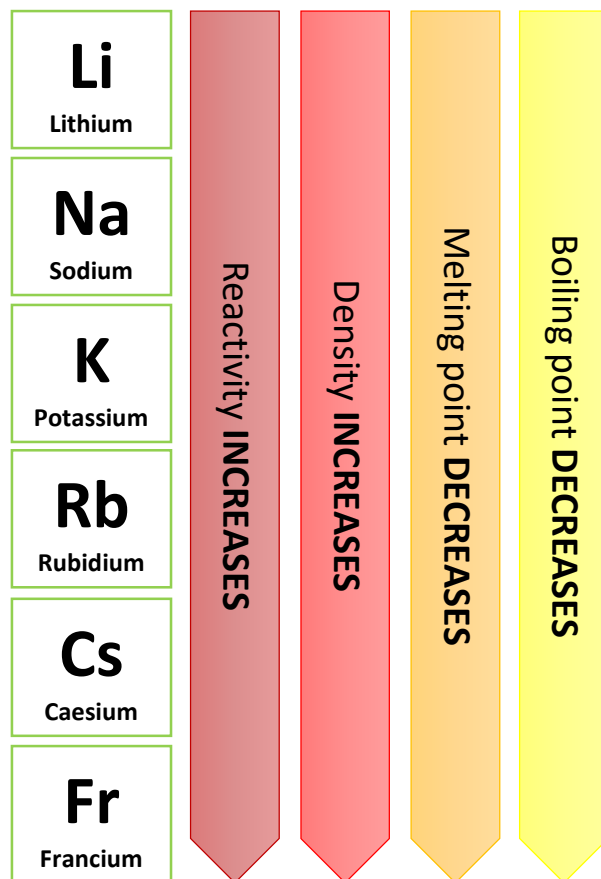 Li
Lithium
Na
Sodium
K
Potassium
Rb
Rubidium
Cs
Caesium
Fr
Francium
Reactivity INCREASES
Density INCREASES
Melting point DECREASES
Boiling point DECREASES